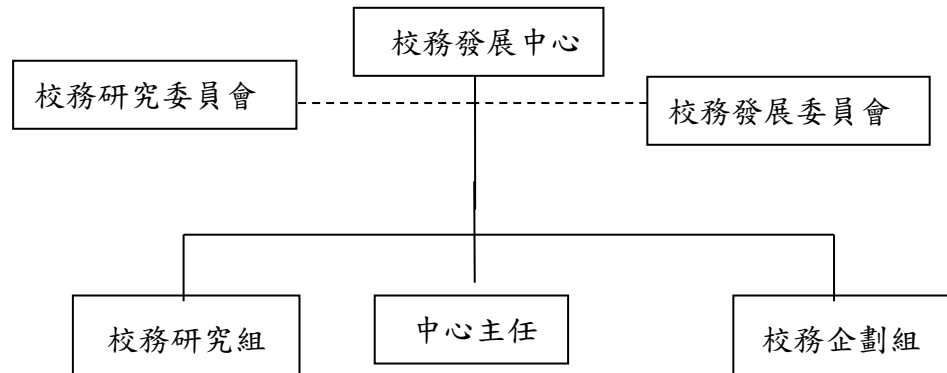 校務發展中心
校務研究委員會
校務發展委員會
校務研究組
中心主任
校務企劃組